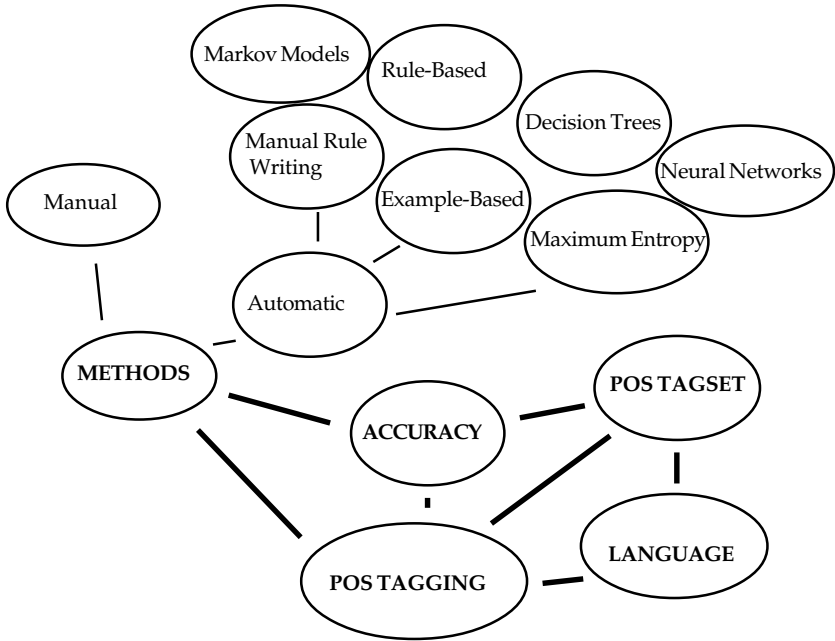 Markov Models
Rule-Based
Decision Trees
Manual Rule
Writing
Neural Networks
Manual
Example-Based
Maximum Entropy
Automatic
METHODS
POS TAGSET
ACCURACY
LANGUAGE
POS TAGGING